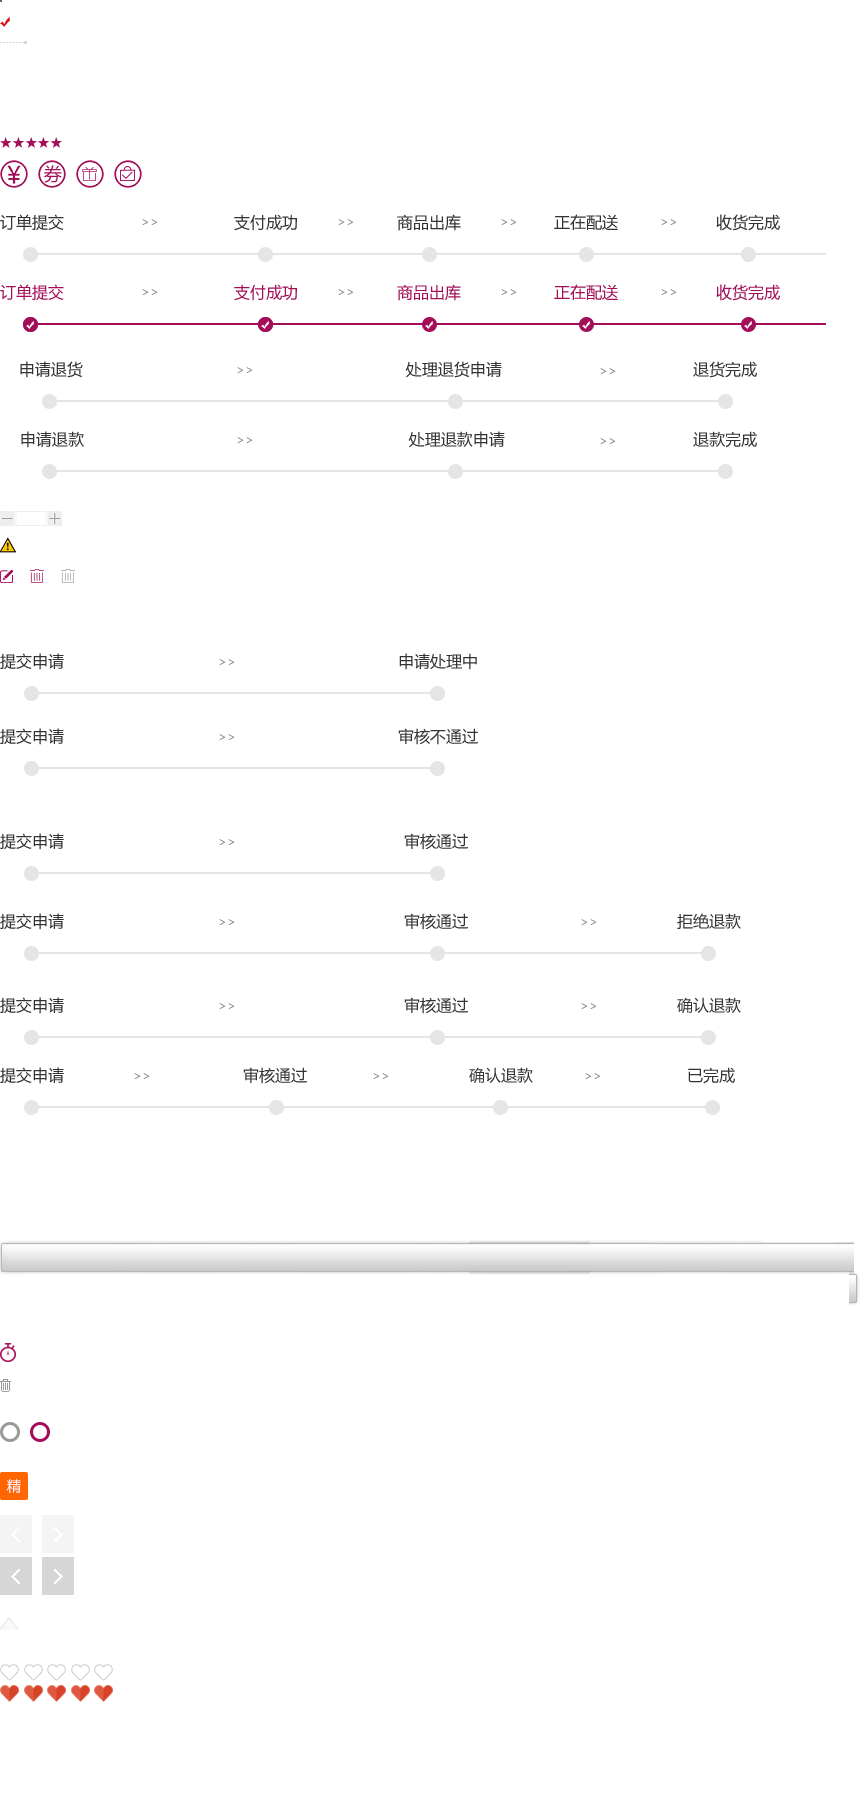 ¥ 券
订单提交 >> 支付成功 >> 商品出库 >> 正在配送 >> 收货完成
订单提交 >> 支付成功 >> 商品出库 >> 正在配送 >> 收货完成
申请退货 >> 处理退货申请 >> 退货完成
申请退款 >> 处理退款申请 >> 退款完成
提交申请 >> 申请处理中
提交申请 >> 审核不通过
提交申请 >> 审核通过
提交申请 >> 审核通过 >> 拒绝退款
提交申请 >> 审核通过 >> 确认退款
提交申请 >> 审核通过 >> 确认退款 >> 已完成
精